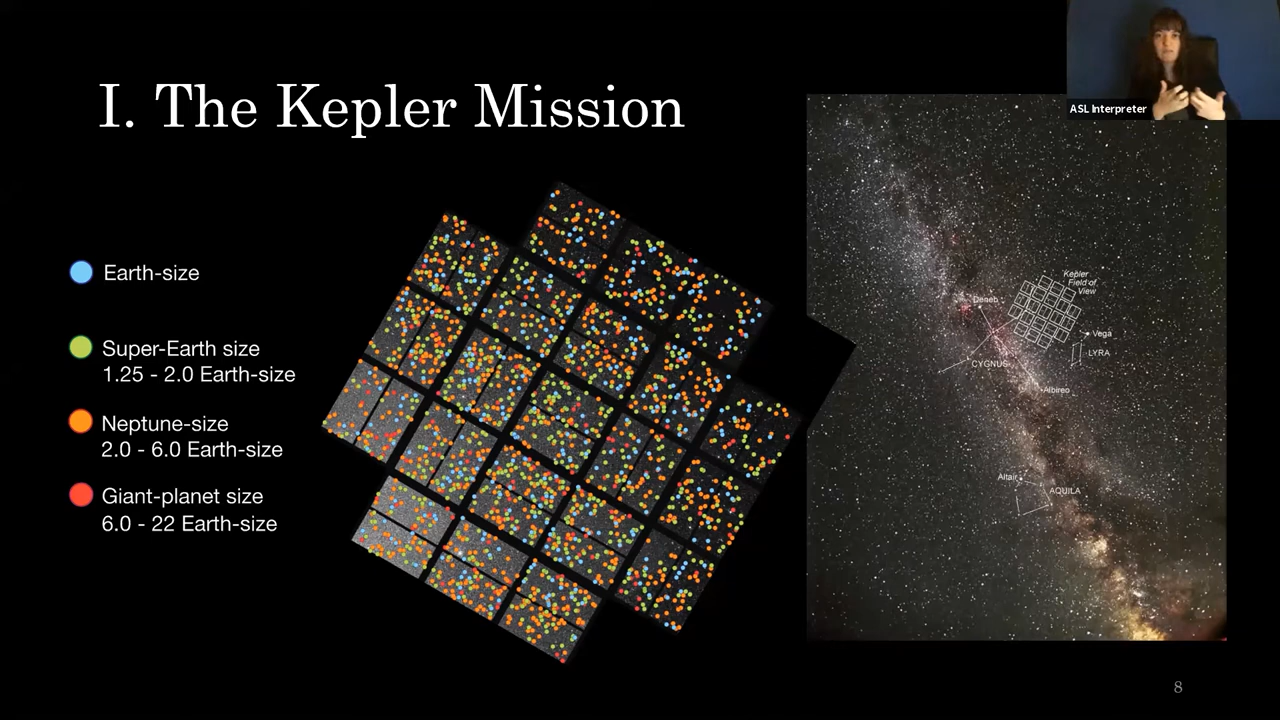 I. The Kepler Mission
ASL Interpreter
Earth-size
Super-Earth size
1.25 - 2.0 Earth-size
Neptune-size
2.0 - 6.0 Earth-size
Giant-planet size
6.0 - 22 Earth-size
Kepler
Field of
View
Deneb
Vega
LYRA
CYGNUS
Albireo
Altair
AQUILA
8